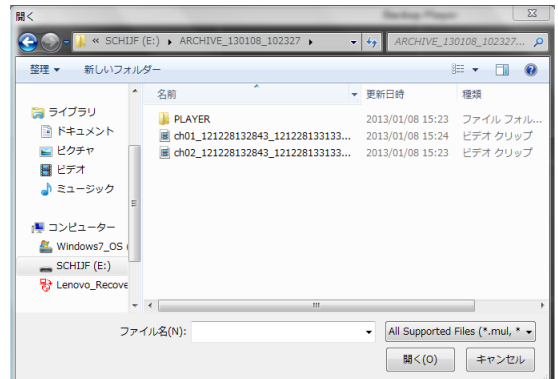 開く
Backup Player
« SCHIJF (E:) ▸ ARCHIVE_130108_102327 ▸
ARCHIVE_130108_102327...
整理 ▼ 新しいフォルダー
名前 更新日時 種類
ライブラリ
ドキュメント
ピクチャ
ビデオ
ミュージック
コンピューター
Windows7_OS (
SCHIJF (E:)
Lenovo_Recove
PLAYER 2013/01/08 15:23 ファイル フォル...
ch01_121228132843_121228133133... 2013/01/08 15:24 ビデオ クリップ
ch02_121228132843_121228133133... 2013/01/08 15:23 ビデオ クリップ
ファイル名(N): All Supported Files (*.mul, *
開く(O) キャンセル